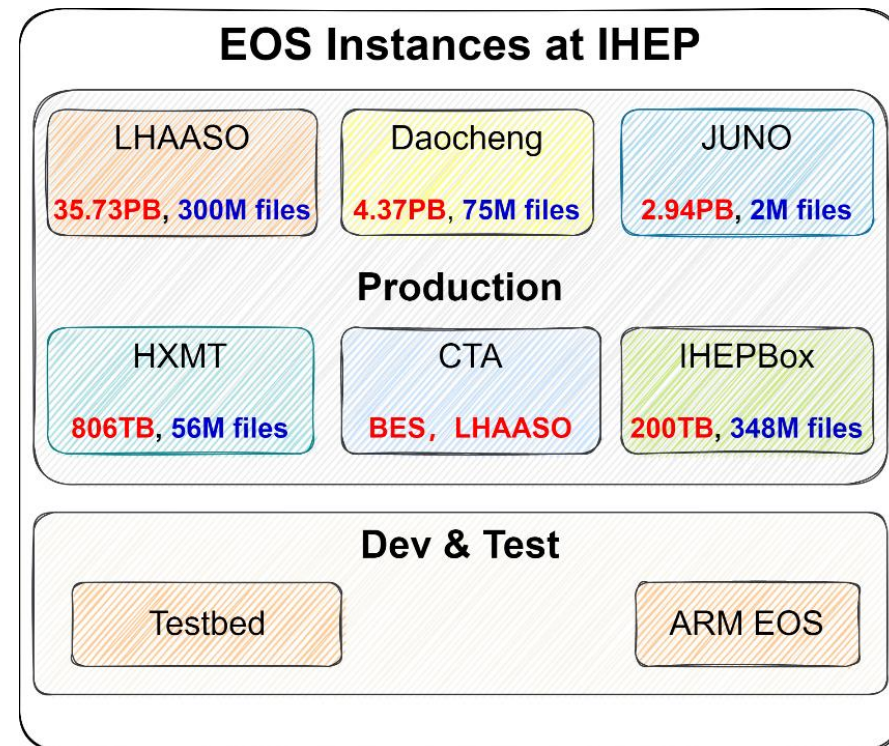 EOS Instances at IHEP
LHAASO
35.73PB, 300M files
Daocheng
4.37PB, 75M files
JUNO
2.94PB, 2M files
Production
HXMT
806TB, 56M files
CTA
BES，LHAASO
IHEPBox
200TB, 348M files
Dev & Test
Testbed
ARM EOS